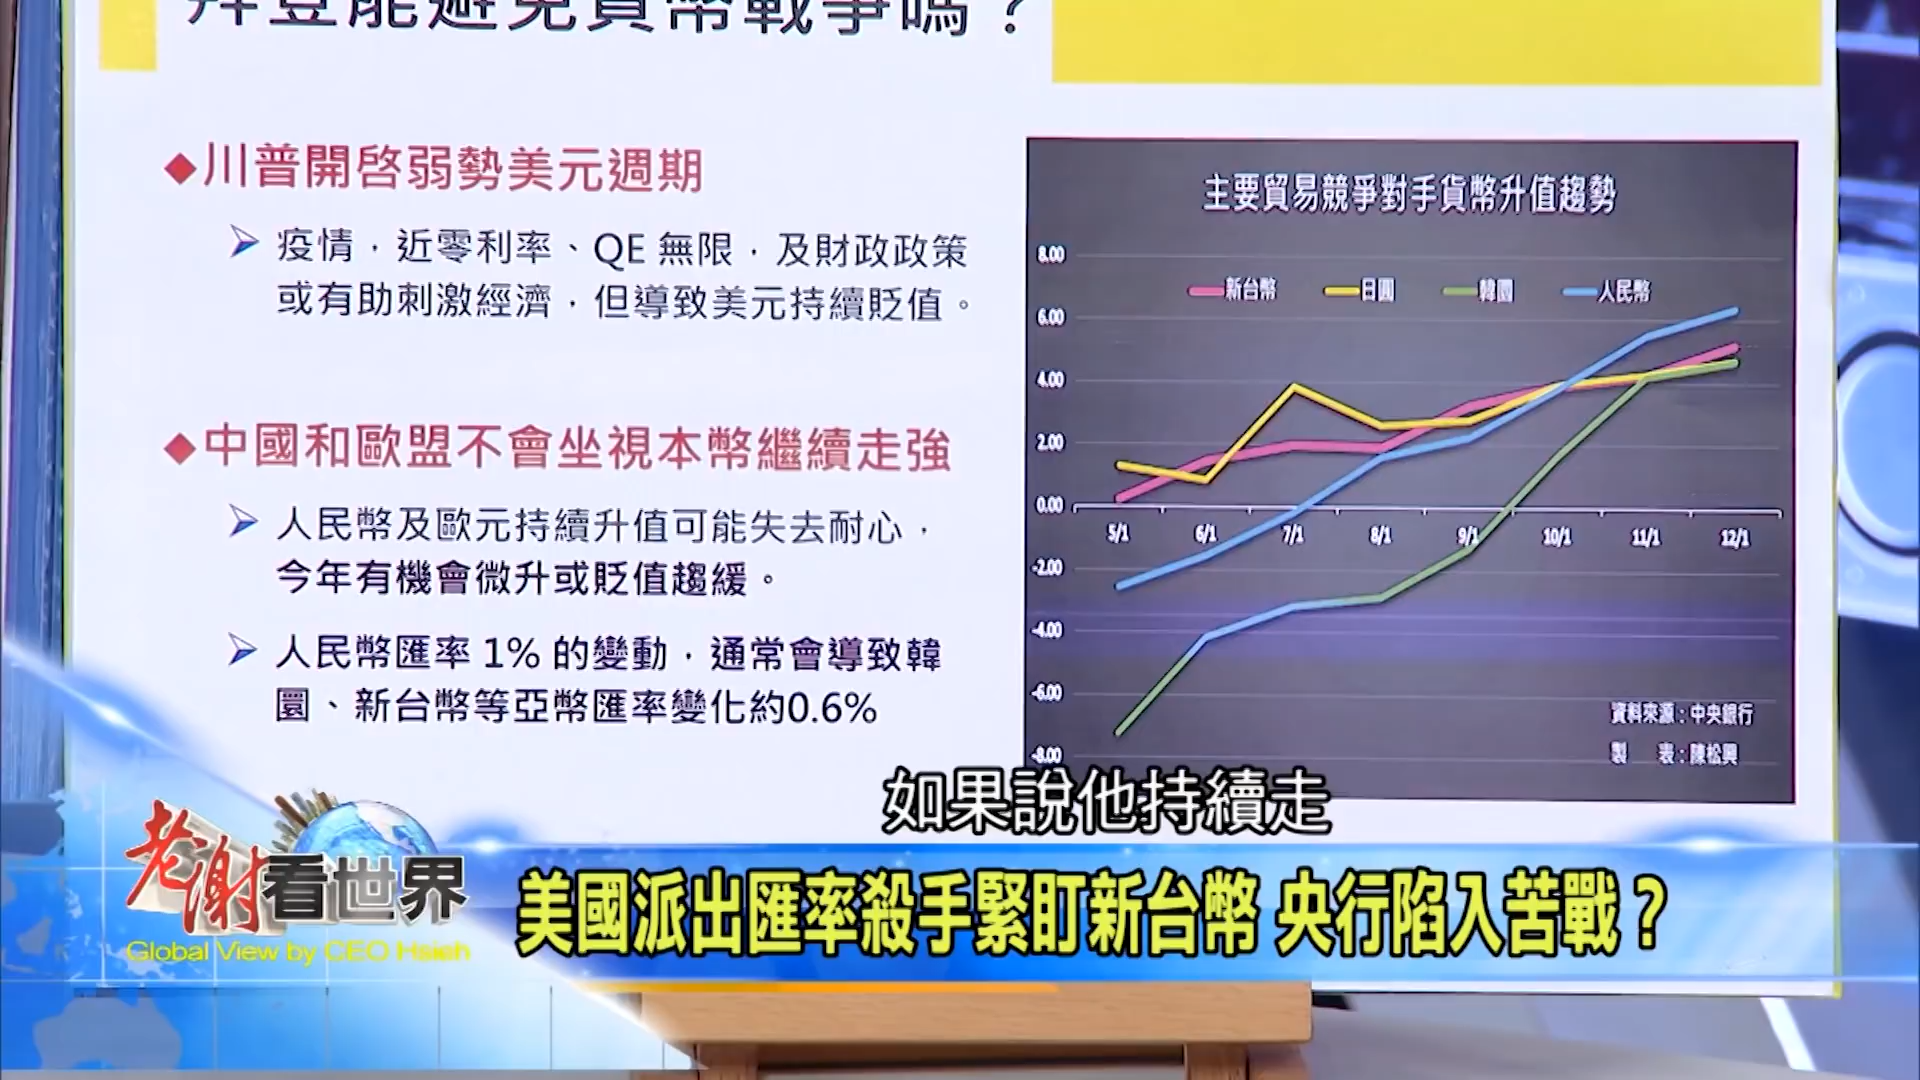 拜登能避免貨幣戰爭嗎？
◆川普開啓弱勢美元週期
疫情，近零利率、QE 無限，及財政政策
或有助刺激經濟，但導致美元持續貶值。
◆中國和歐盟不會坐視本幣繼續走強
人民幣及歐元持續升值可能失去耐心，
今年有機會微升或貶值趨緩。
人民幣匯率 1% 的變動，通常會導致韓
圜、新台幣等亞幣匯率變化約0.6%
主要貿易競爭對手貨幣升值趨勢
8.00
新台幣 日圓 韓圜 人民幣
6.00
4.00
2.00
0.00
5/1 6/1 7/1 8/1 9/1 10/1 11/1 12/1
-2.00
-4.00
-6.00
資料來源：中央銀行
製 表：陳松興
-8.00
如果說他持續走
老謝看世界
Global View by CEO Hsieh
美國派出匯率殺手緊盯新台幣 央行陷入苦戰？